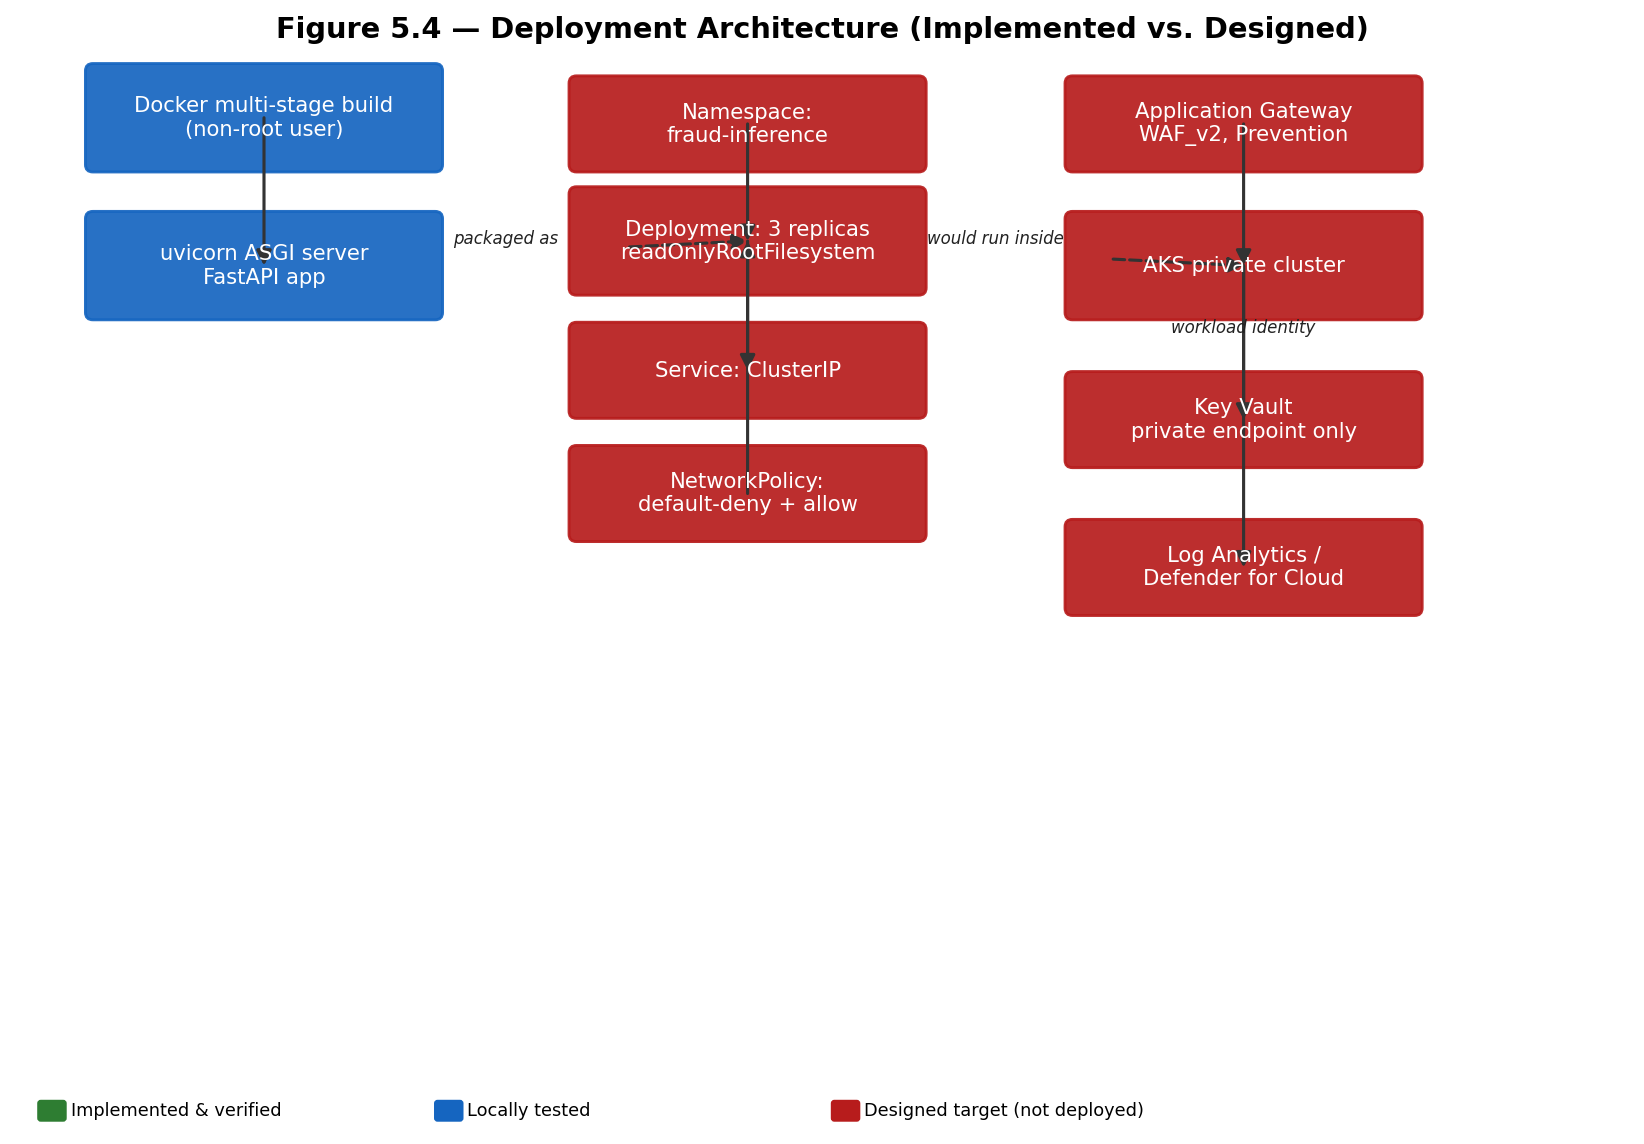 Figure 5.4 — Deployment Architecture (Implemented vs. Designed)
Docker multi-stage build
(non-root user)
uvicorn ASGI server
FastAPI app
packaged as
Namespace:
fraud-inference
Deployment: 3 replicas
readOnlyRootFilesystem
Service: ClusterIP
NetworkPolicy:
default-deny + allow
would run inside
Application Gateway
WAF_v2, Prevention
AKS private cluster
workload identity
Key Vault
private endpoint only
Log Analytics /
Defender for Cloud
Implemented & verified
Locally tested
Designed target (not deployed)